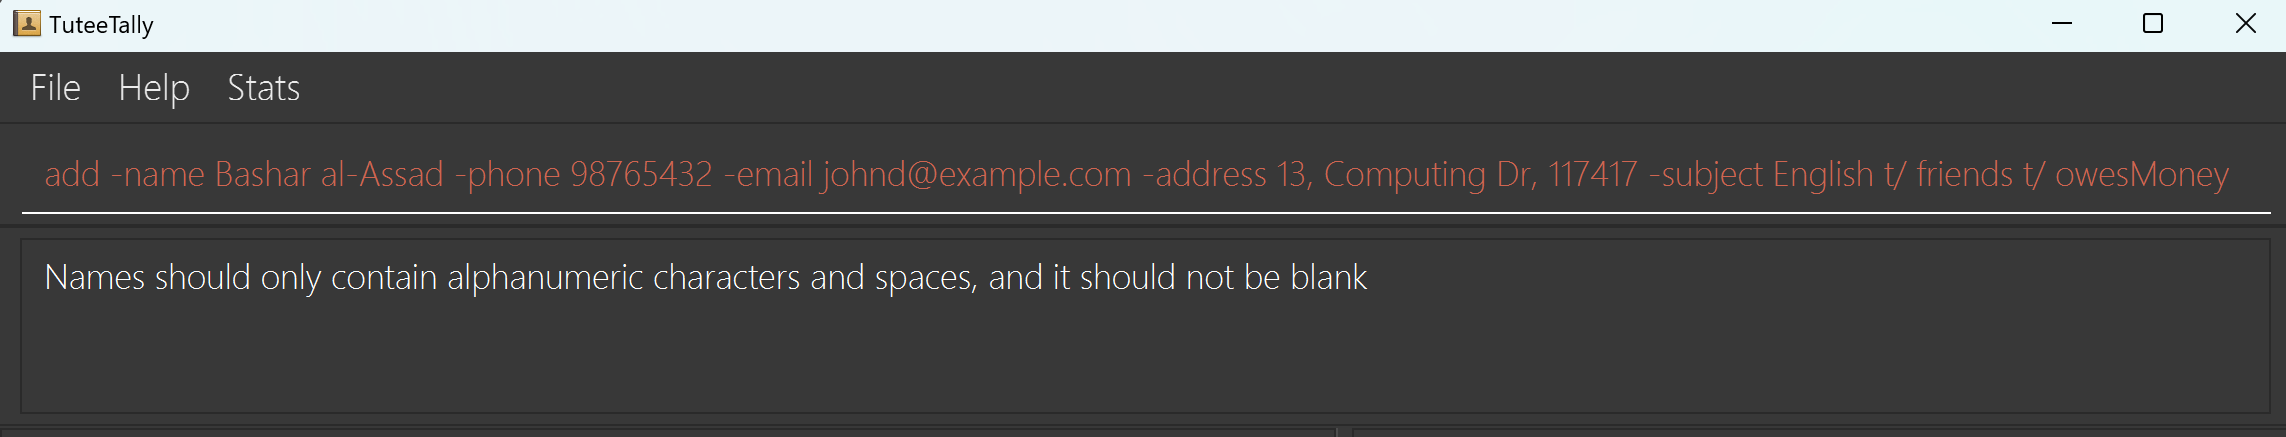 TuteeTally
File Help Stats
add -name Bashar al-Assad -phone 98765432 -email johnd@example.com -address 13, Computing Dr, 117417 -subject English t/ friends t/ owesMoney
Names should only contain alphanumeric characters and spaces, and it should not be blank